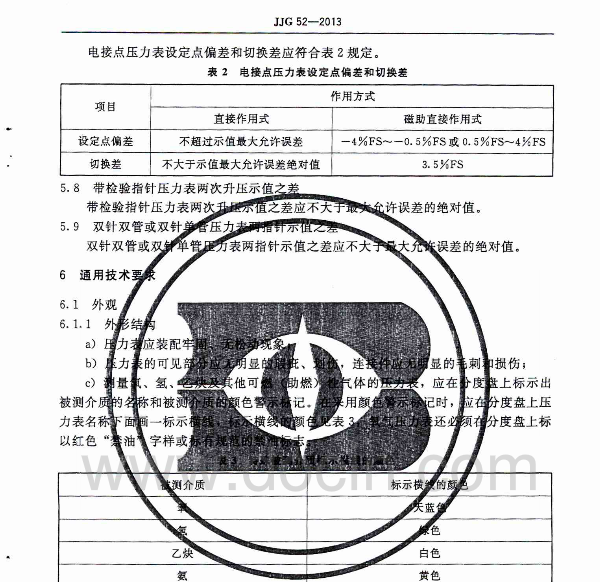 JJG 52—2013
电接点压力表设定点偏差和切换差应符合表 2 规定。
表 2 电接点压力表设定点偏差和切换差
项目
作用方式
直接作用式
磁助直接作用式
设定点偏差
不超过示值最大允许误差
-4%FS～-0.5%FS 或 0.5%FS～4%FS
切换差
不大于示值最大允许误差绝对值
3.5%FS
5.8 带检验指针压力表两次升压示值之差
带检验指针压力表两次升压示值之差应不大于最大允许误差的绝对值。
5.9 双针双管或双针单管压力表两指针示值之差
双针双管或双针单管压力表两指针示值之差应不大于最大允许误差的绝对值。
6 通用技术要求
6.1 外观
6.1.1 外形结构
a) 压力表应装配牢固、无松动现象;
b) 压力表的可见部分应无明显的瑕疵、划伤，连接件应无明显的毛刺和损伤;
c) 测量氧、氢、乙炔及其他可燃（助燃）性气体的压力表，应在分度盘上标示出
被测介质的名称和被测介质的颜色警示标记。在采用颜色警示标记时，应在分度盘上压
力表名称下面画一标示横线，标示横线的颜色见表 3，氧气压力表还必须在分度盘上标
以红色“禁油”字样或标有规范的禁油标志。
www.docin.com
被测介质
标示横线的颜色
氧
天蓝色
氢
绿色
乙炔
白色
氨
黄色